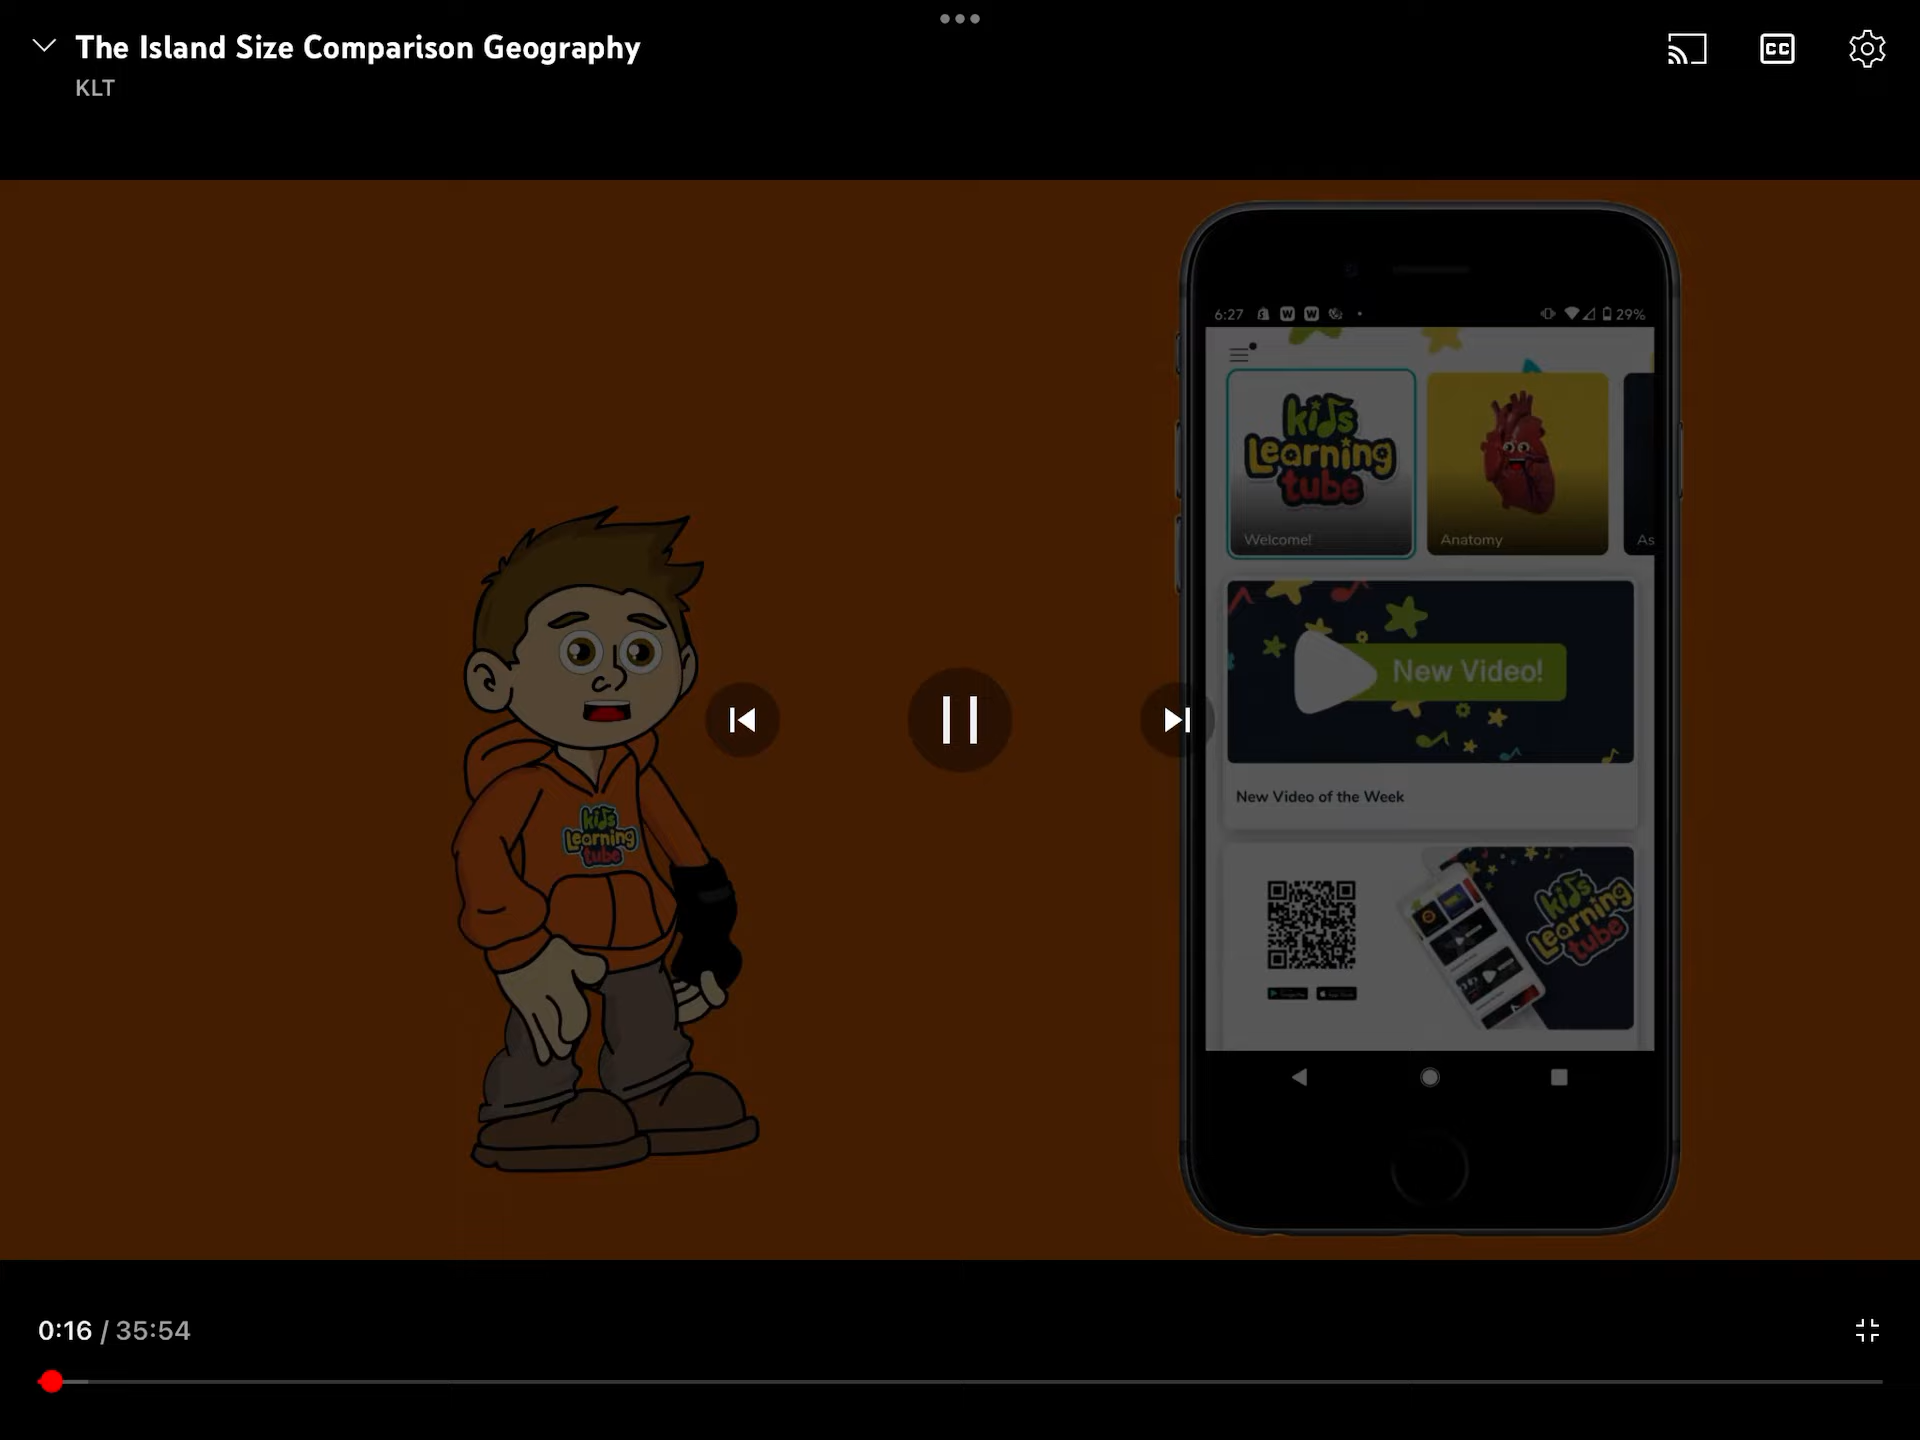 The Island Size Comparison Geography
KLT
CC
6:27
29%
kids
Learning
tube
Welcome!
Anatomy
As
New Video!
New Video of the Week
kids
Learning
tube
kids
Learning
tube
0:16 / 35:54